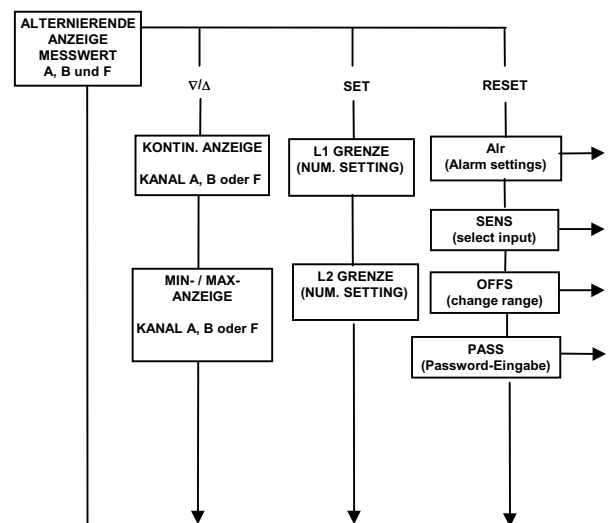 ALTERNIERENDE
ANZEIGE
MESSWERT
A, B und F
∇/Δ
SET
RESET
KONTIN. ANZEIGE
KANAL A, B oder F
L1 GRENZE
(NUM. SETTING)
Alr
(Alarm settings)
SENS
(select input)
MIN- / MAX-
ANZEIGE
KANAL A, B oder F
L2 GRENZE
(NUM. SETTING)
OFFS
(change range)
PASS
(Password-Eingabe)